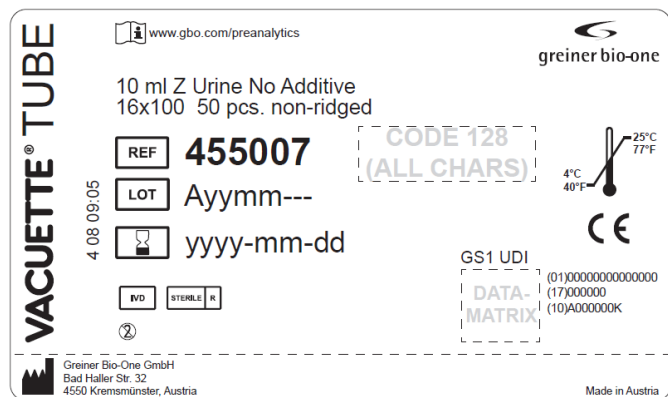 www.gbo.com/preanalytics
greiner bio-one
VACUETTE® TUBE
10 ml Z Urine No Additive
16x100 50 pcs. non-ridged
REF 455007
CODE 128
(ALL CHARS)
LOT Ayymm---
yyyy-mm-dd
4 08 09:05
25°C
77°F
4°C
40°F
CE
IVD
STERILE R
2
GS1 UDI
DATA-
MATRIX
(01)00000000000000
(17)000000
(10)A000000K
Greiner Bio-One GmbH
Bad Haller Str. 32
4550 Kremsmünster, Austria
Made in Austria